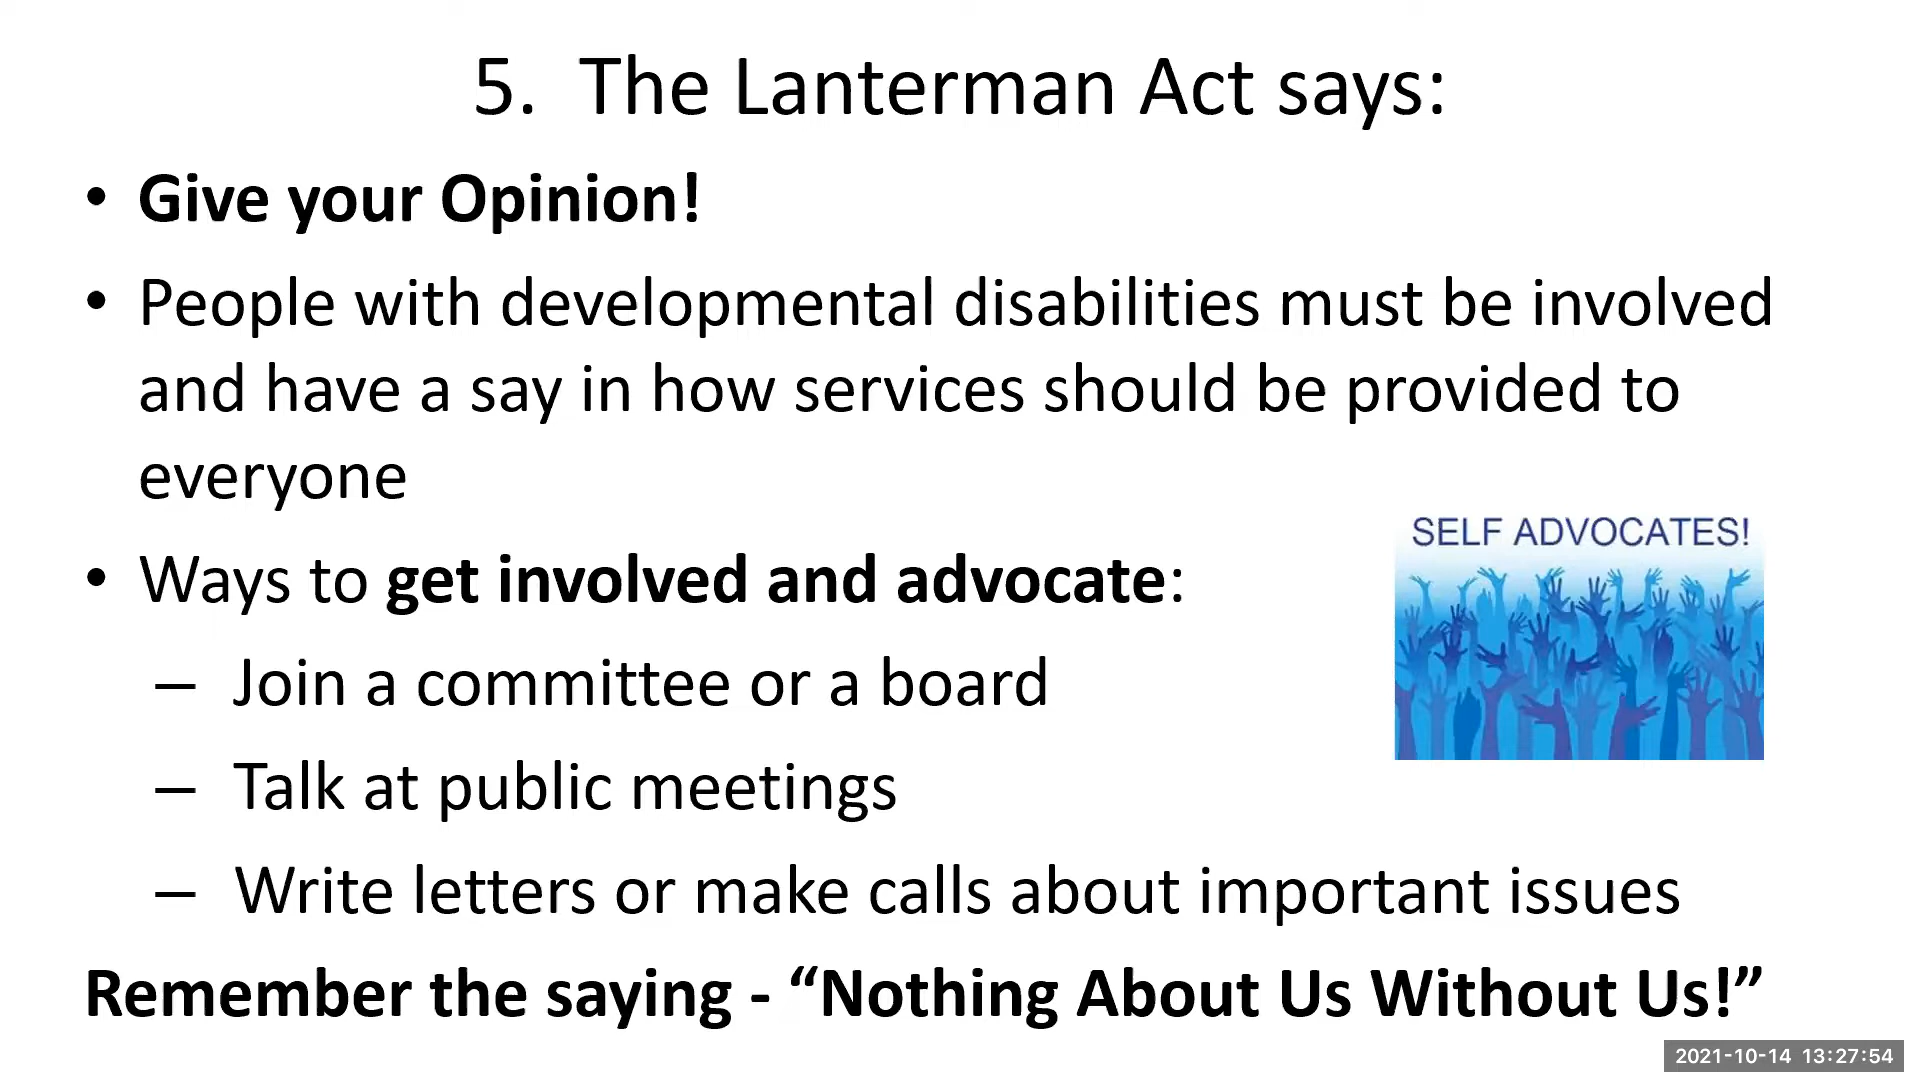 5. The Lanterman Act says:
• Give your Opinion!
• People with developmental disabilities must be involved
and have a say in how services should be provided to
everyone
SELF ADVOCATES!
• Ways to get involved and advocate:
– Join a committee or a board
– Talk at public meetings
– Write letters or make calls about important issues
Remember the saying - “Nothing About Us Without Us!”
2021-10-14 13:27:54